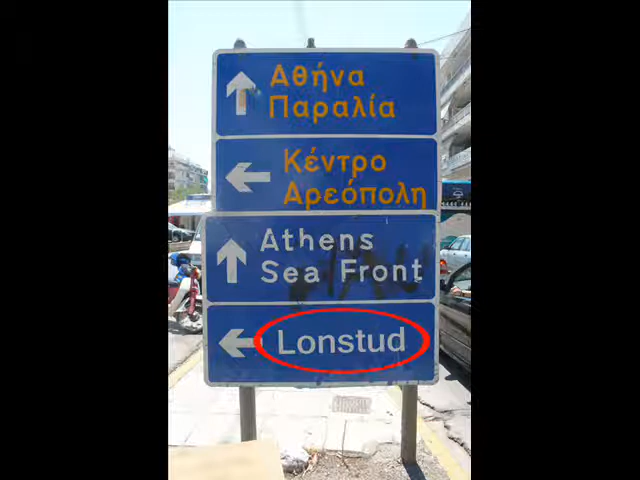 Αθήνα
Παραλία
Κέντρο
Αρεόπολη
Athens
Sea Front
Lonstud